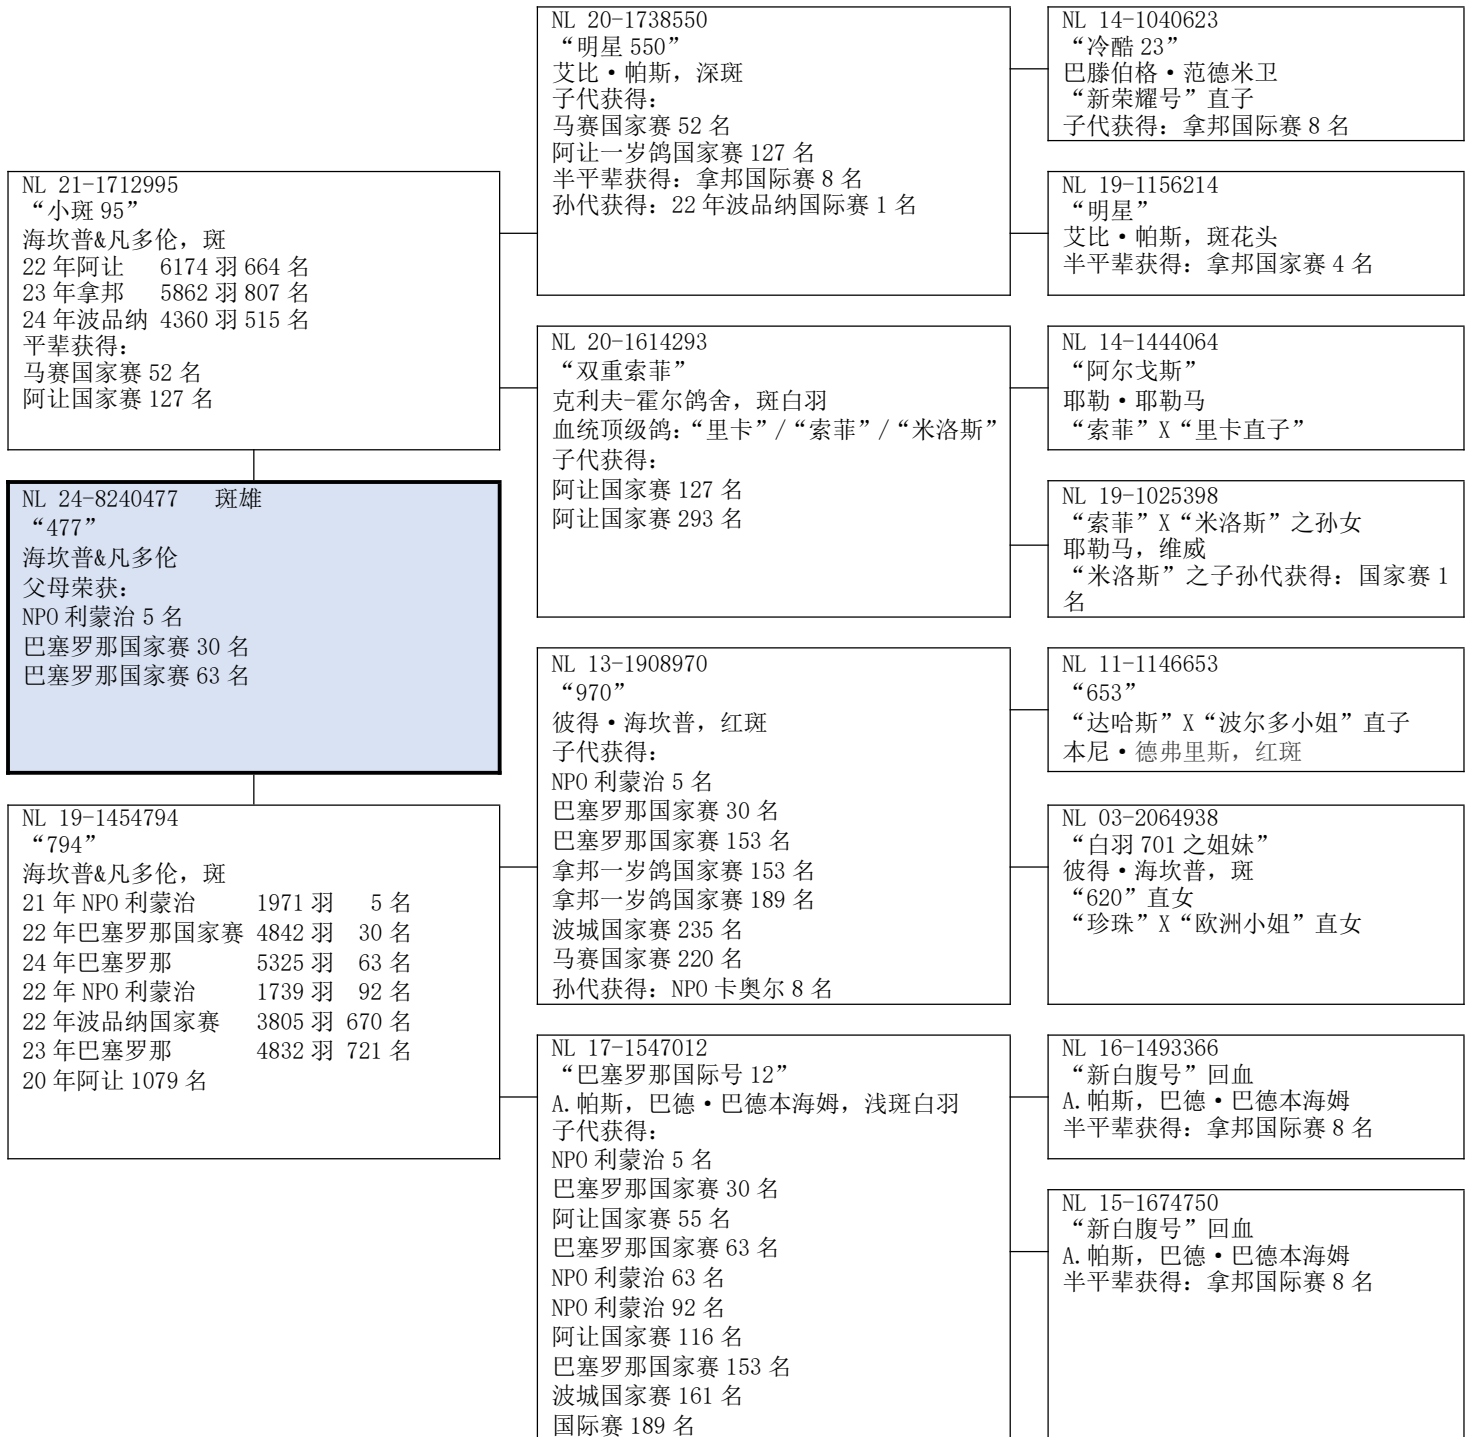 NL 21-1712995
“小斑 95”
海坎普&凡多伦，斑
22 年阿让 6174 羽 664 名
23 年拿邦 5862 羽 807 名
24 年波品纳 4360 羽 515 名
平辈获得：
马赛国家赛 52 名
阿让国家赛 127 名
NL 24-8240477 斑雄
“477”
海坎普&凡多伦
父母荣获：
NPO 利蒙治 5 名
巴塞罗那国家赛 30 名
巴塞罗那国家赛 63 名
NL 19-1454794
“794”
海坎普&凡多伦，斑
21 年 NPO 利蒙治 1971 羽 5 名
22 年巴塞罗那国家赛 4842 羽 30 名
24 年巴塞罗那 5325 羽 63 名
22 年 NPO 利蒙治 1739 羽 92 名
22 年波品纳国家赛 3805 羽 670 名
23 年巴塞罗那 4832 羽 721 名
20 年阿让 1079 名
NL 20-1738550
“明星 550”
艾比·帕斯，深斑
子代获得：
马赛国家赛 52 名
阿让一岁鸽国家赛 127 名
半平辈获得：拿邦国际赛 8 名
孙代获得：22 年波品纳国际赛 1 名
NL 20-1614293
“双重索菲”
克利夫-霍尔鸽舍，斑白羽
血统顶级鸽：“里卡”/“索菲”/“米洛斯”
子代获得：
阿让国家赛 127 名
阿让国家赛 293 名
NL 13-1908970
“970”
彼得·海坎普，红斑
子代获得：
NPO 利蒙治 5 名
巴塞罗那国家赛 30 名
巴塞罗那国家赛 153 名
拿邦一岁鸽国家赛 153 名
拿邦一岁鸽国家赛 189 名
波城国家赛 235 名
马赛国家赛 220 名
孙代获得：NPO 卡奥尔 8 名
NL 17-1547012
“巴塞罗那国际号 12”
A.帕斯，巴德·巴德本海姆，浅斑白羽
子代获得：
NPO 利蒙治 5 名
巴塞罗那国家赛 30 名
阿让国家赛 55 名
巴塞罗那国家赛 63 名
NPO 利蒙治 63 名
NPO 利蒙治 92 名
阿让国家赛 116 名
巴塞罗那国家赛 153 名
波城国家赛 161 名
国际赛 189 名
NL 14-1040623
“冷酷 23”
巴滕伯格·范德米卫
“新荣耀号”直子
子代获得：拿邦国际赛 8 名
NL 19-1156214
“明星”
艾比·帕斯，斑花头
半平辈获得：拿邦国家赛 4 名
NL 14-1444064
“阿尔戈斯”
耶勒·耶勒马
“索菲”X“里卡直子”
NL 19-1025398
“索菲”X“米洛斯”之孙女
耶勒马，维威
“米洛斯”之子孙代获得：国家赛 1
名
NL 11-1146653
“653”
“达哈斯”X“波尔多小姐”直子
本尼·德弗里斯，红斑
NL 03-2064938
“白羽 701 之姐妹”
彼得·海坎普，斑
“620”直女
“珍珠”X“欧洲小姐”直女
NL 16-1493366
“新白腹号”回血
A.帕斯，巴德·巴德本海姆
半平辈获得：拿邦国际赛 8 名
NL 15-1674750
“新白腹号”回血
A.帕斯，巴德·巴德本海姆
半平辈获得：拿邦国际赛 8 名